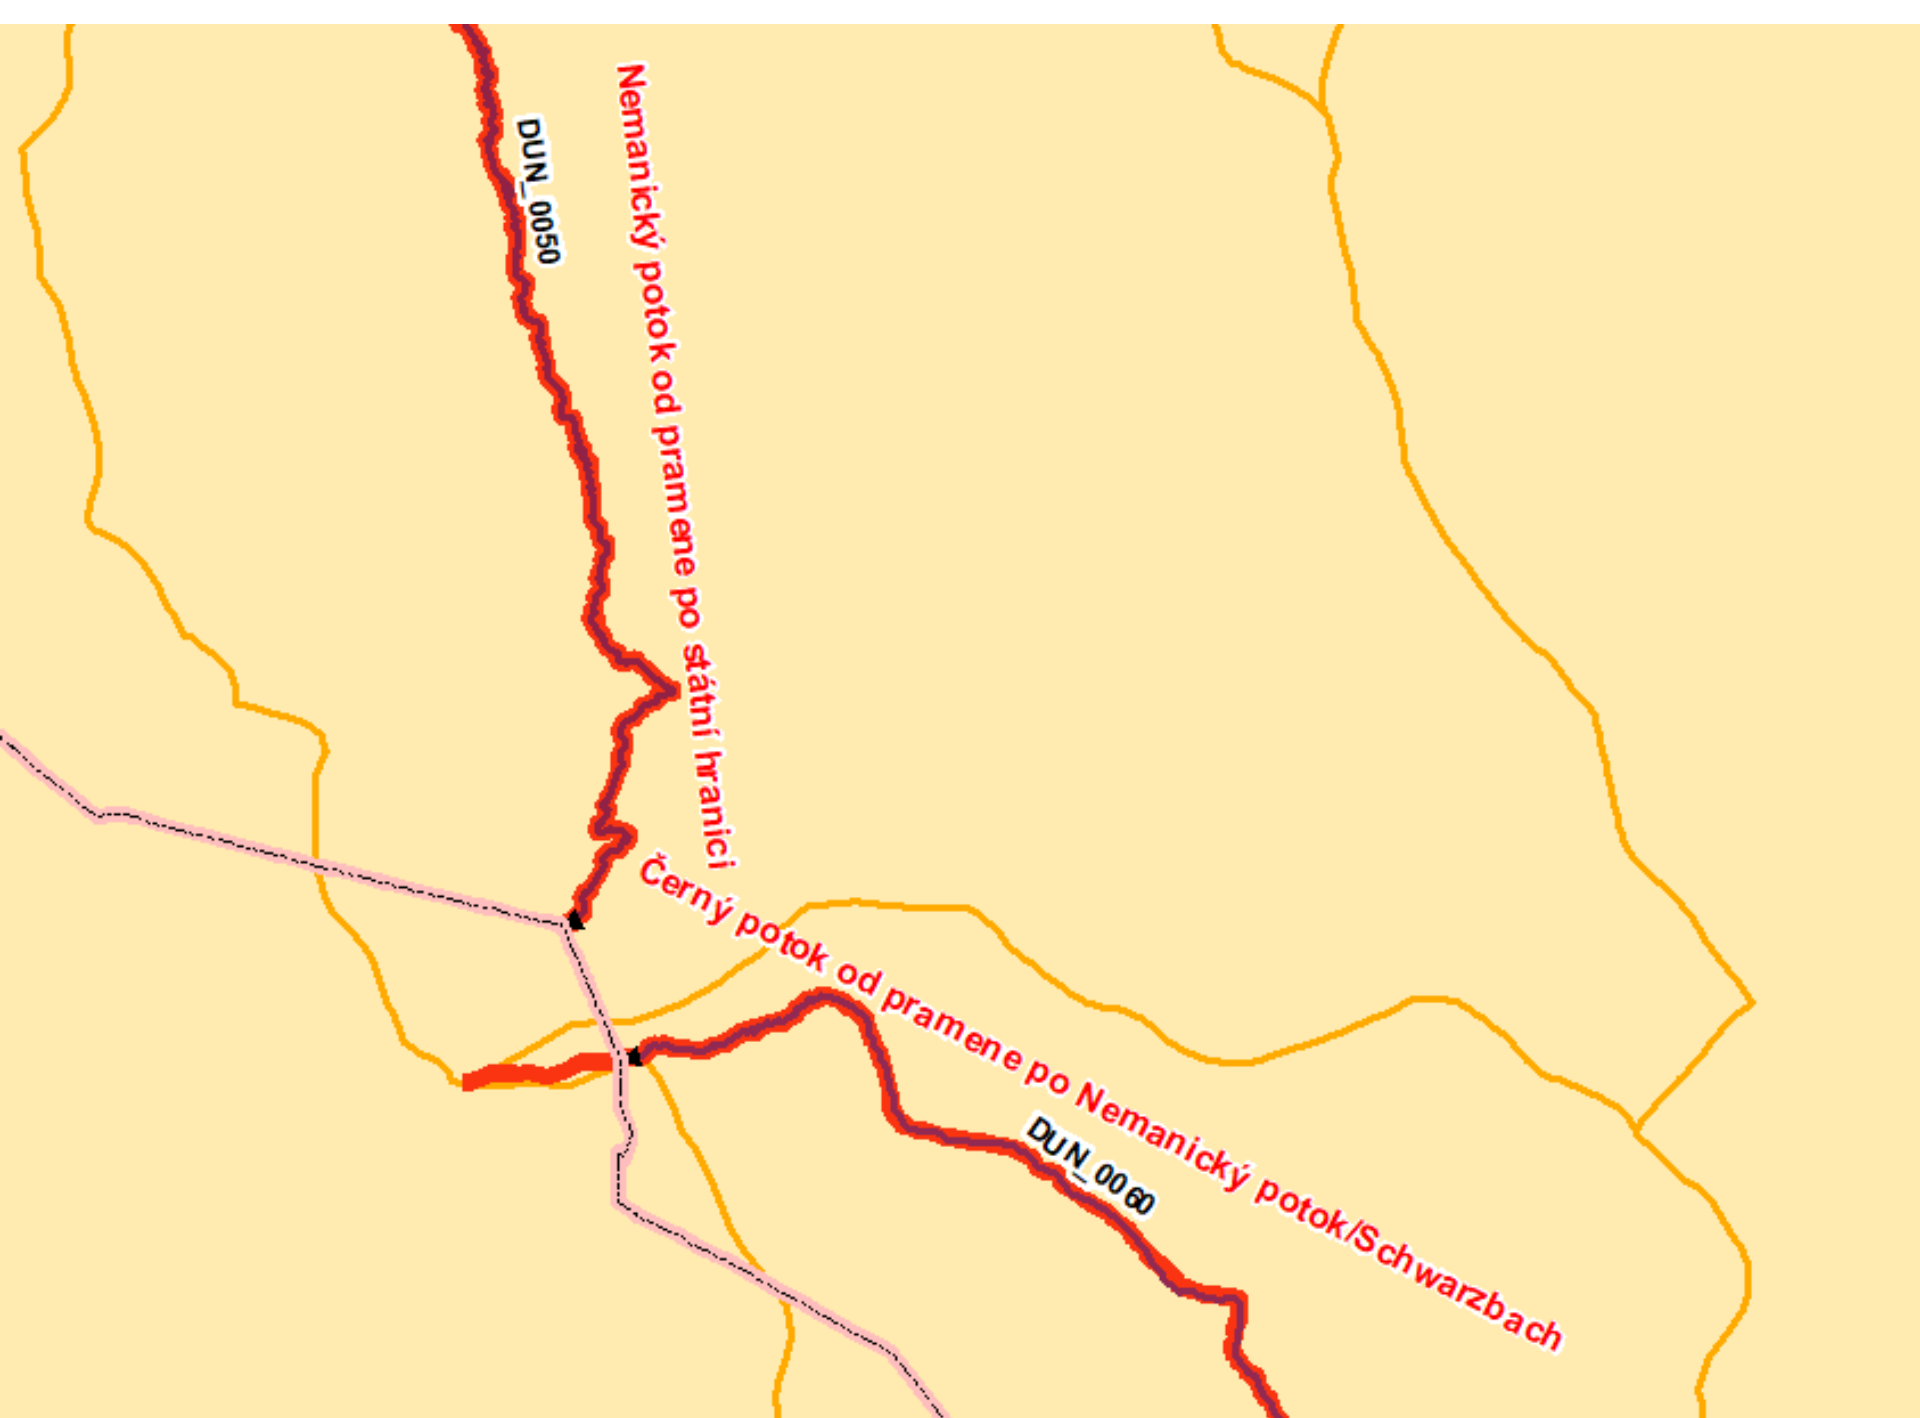 Nemanický potok od pramene po státní hranici
DUN_0050
Černý potok od pramene po Nemanický potok/Schwarzbach
DUN_0060